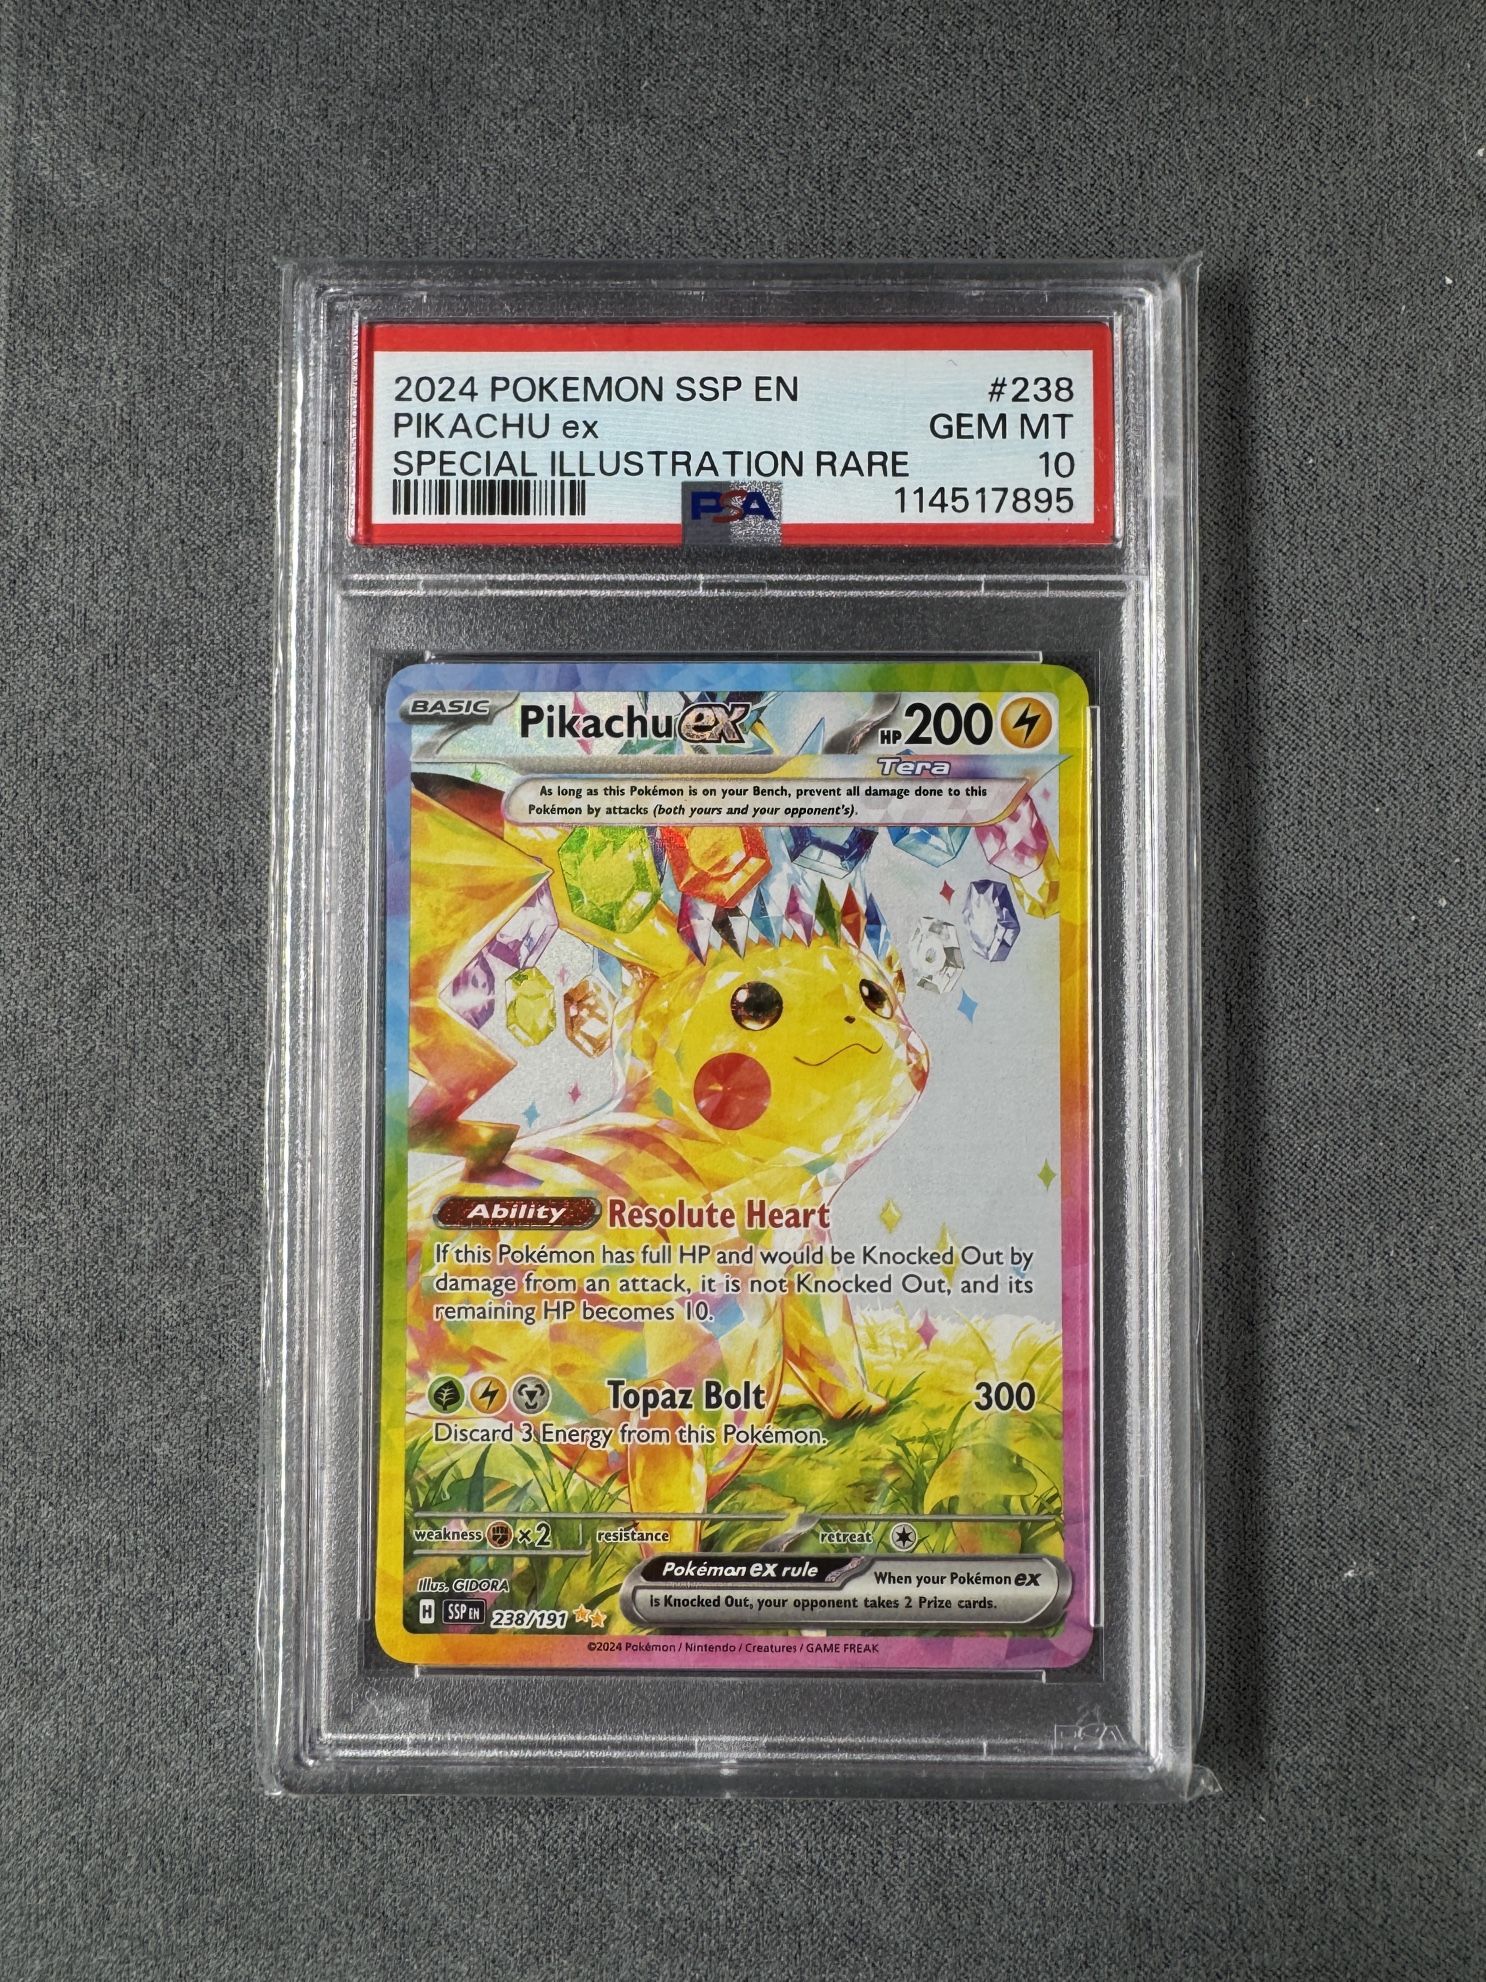 2024 POKEMON SSP EN #238
PIKACHU ex GEM MT
SPECIAL ILLUSTRATION RARE 10
PSA 114517895
BASIC Pikachu ex HP 200
Tera
As long as this Pokémon is on your Bench, prevent all damage done to this
Pokémon by attacks (both yours and your opponent's).
Ability Resolute Heart
If this Pokémon has full HP and would be Knocked Out by
damage from an attack, it is not Knocked Out, and its
remaining HP becomes 10.
Topaz Bolt 300
Discard 3 Energy from this Pokémon.
weakness ×2 resistance retreat
Pokémon ex rule When your Pokémon ex
is Knocked Out, your opponent takes 2 Prize cards.
Illus. GIDORA
H SSP EN 238/191
©2024 Pokémon / Nintendo / Creatures / GAME FREAK
PSA